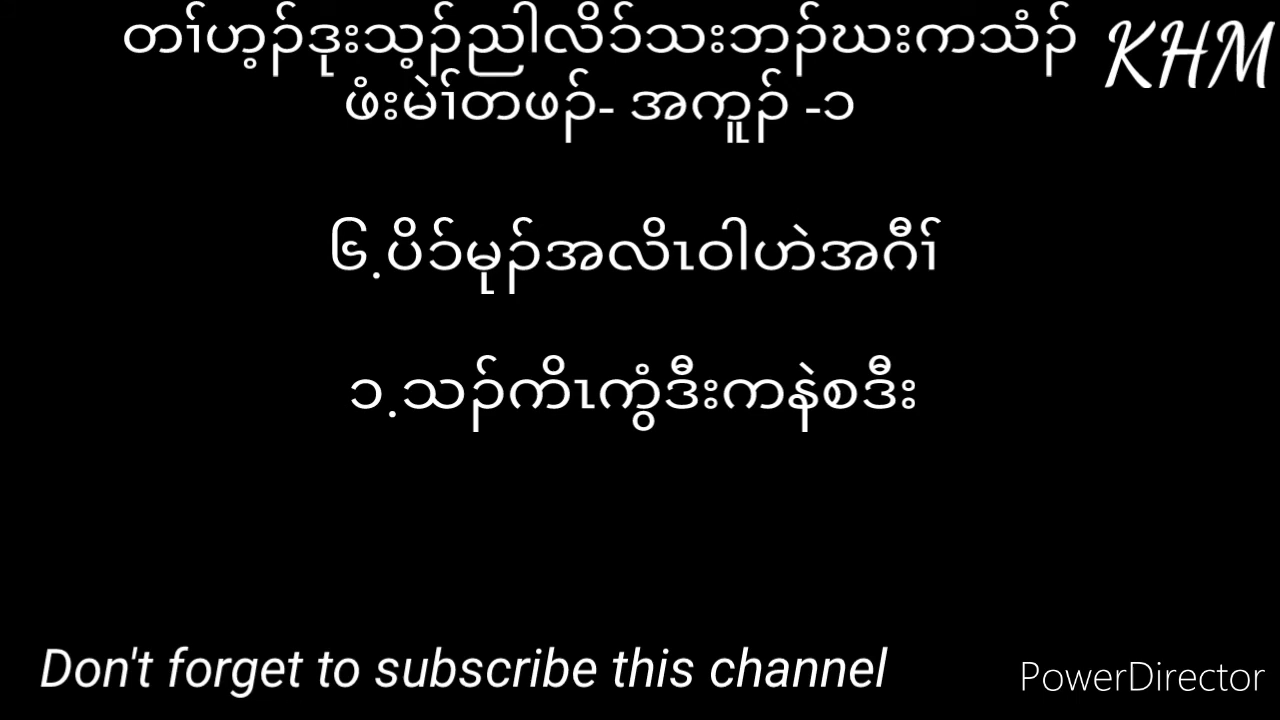 တၢ်ဟ့ၣ်ဒုးသ့ၣ်ညါလိာ်သးဘၣ်ဃးကသံၣ်
ဖံးမဲၢ်တဖၣ်- အကူၣ် -၁
KHM
၆.ပိာ်မုၣ်အလိၤဝါဟဲအဂီၢ်
၁.သၣ်ကိၤကွံဒီးကနဲစဒီး
Don't forget to subscribe this channel
PowerDirector